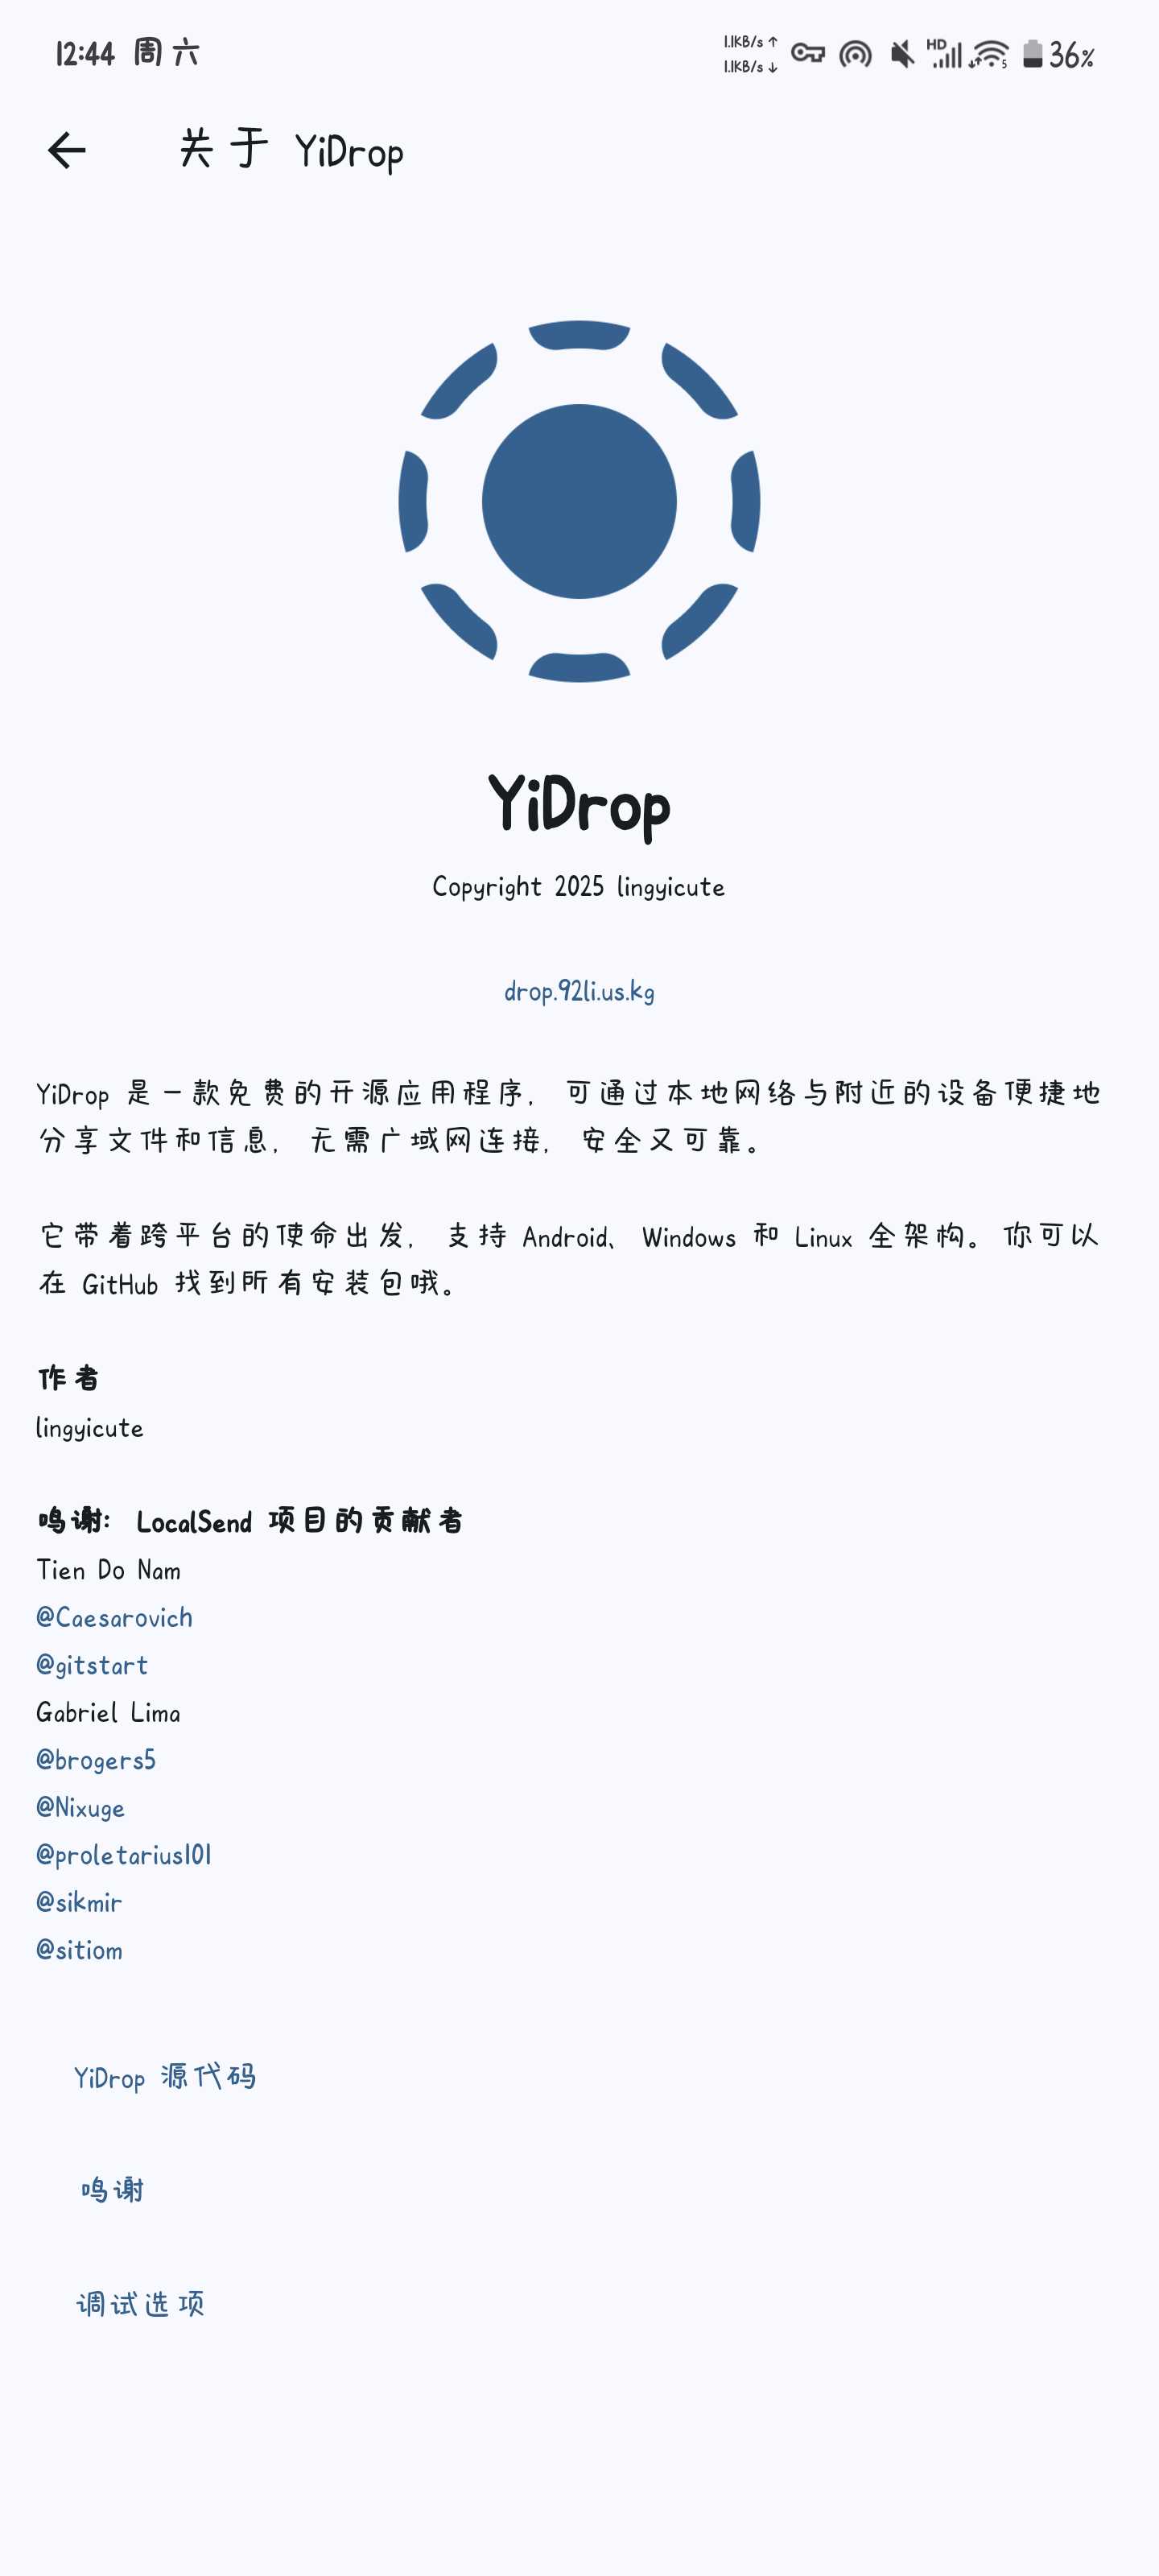 12:44 周六
1.1KB/s ↑
1.1KB/s ↓
HD
5
36%
关于 YiDrop
YiDrop
Copyright 2025 lingyicute
drop.92li.us.kg
YiDrop 是一款免费的开源应用程序，可通过本地网络与附近的设备便捷地
分享文件和信息，无需广域网连接，安全又可靠。
它带着跨平台的使命出发，支持 Android、Windows 和 Linux 全架构。你可以
在 GitHub 找到所有安装包哦。
作者
lingyicute
鸣谢：LocalSend 项目的贡献者
Tien Do Nam
@Caesarovich
@gitstart
Gabriel Lima
@brogers5
@Nixuge
@proletarius101
@sikmir
@sitiom
YiDrop 源代码
鸣谢
调试选项